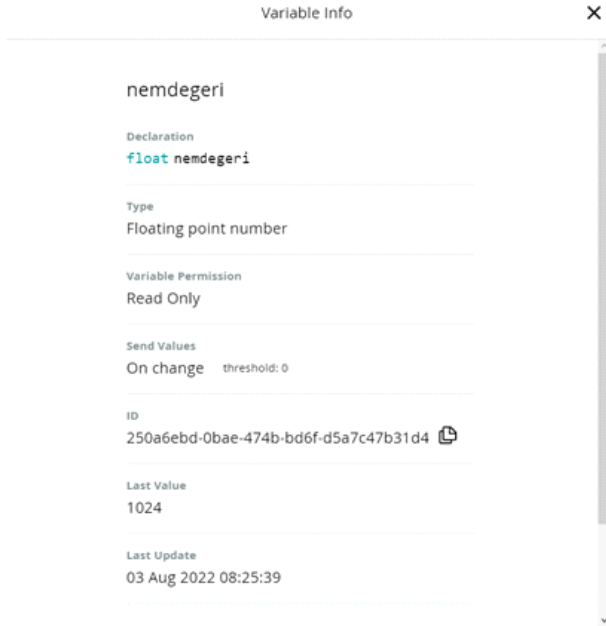 Variable Info
nemdegeri
Declaration
float nemdegeri
Type
Floating point number
Variable Permission
Read Only
Send Values
On change threshold: 0
ID
250a6ebd-0bae-474b-bd6f-d5a7c47b31d4
Last Value
1024
Last Update
03 Aug 2022 08:25:39